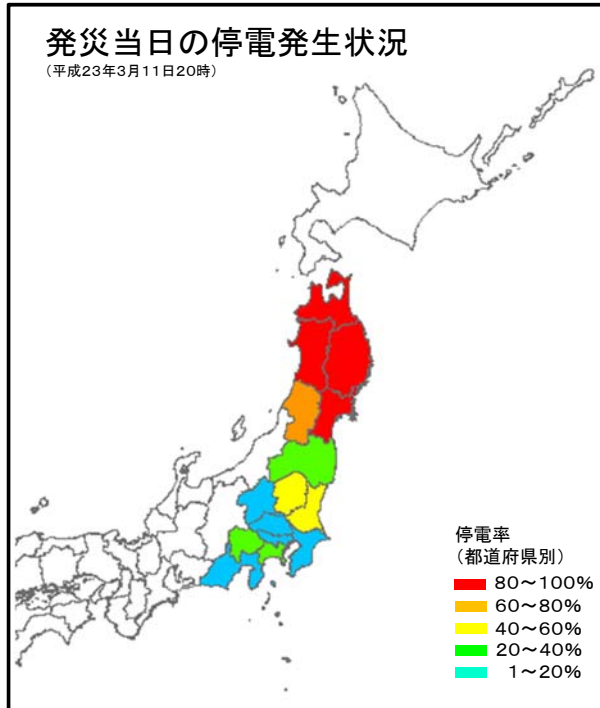 発災当日の停電発生状況
（平成23年3月11日20時）
停電率
（都道府県別）
80～100%
60～80%
40～60%
20～40%
1～20%